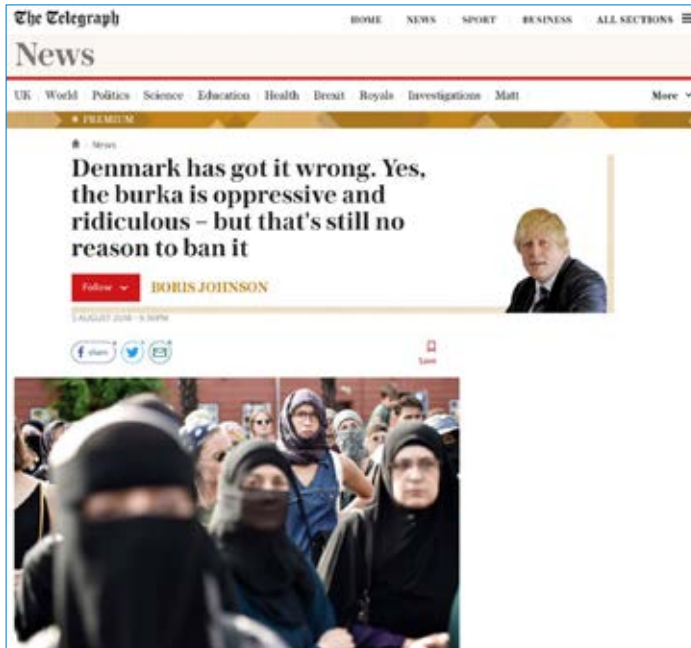 The Telegraph
HOME NEWS SPORT BUSINESS ALL SECTIONS
News
UK World Politics Science Education Health Brexit Royals Investigations Matt More
PREMIUM
News
Denmark has got it wrong. Yes,
the burka is oppressive and
ridiculous – but that's still no
reason to ban it
Follow BORIS JOHNSON
5 AUGUST 2018 • 9:30PM
share
Save